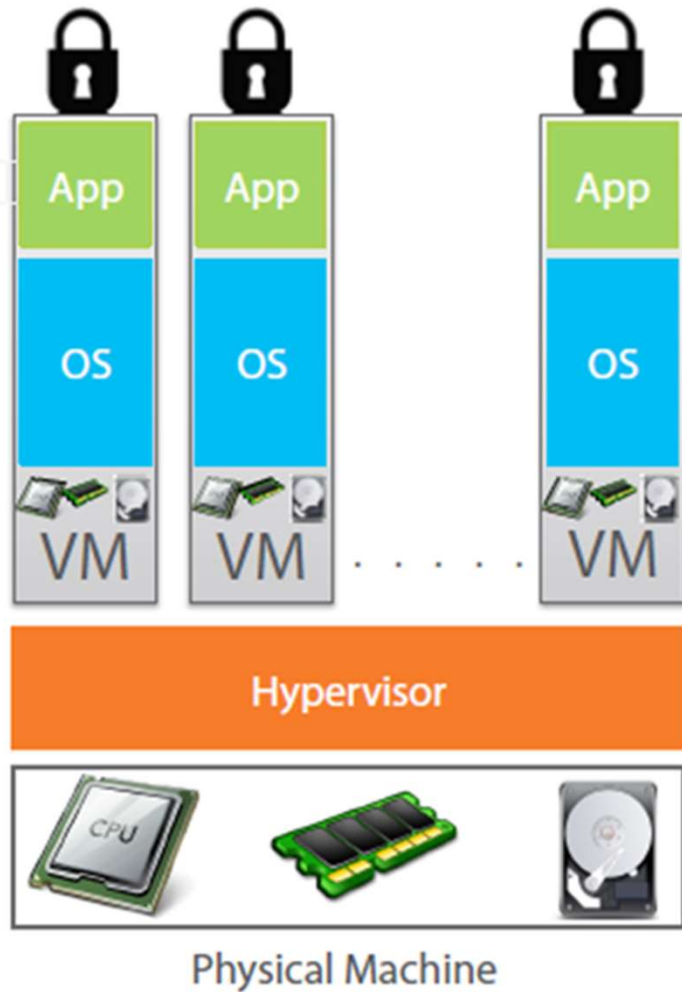 App App App
OS OS OS
VM VM . . . . . VM
Hypervisor
CPU
Physical Machine